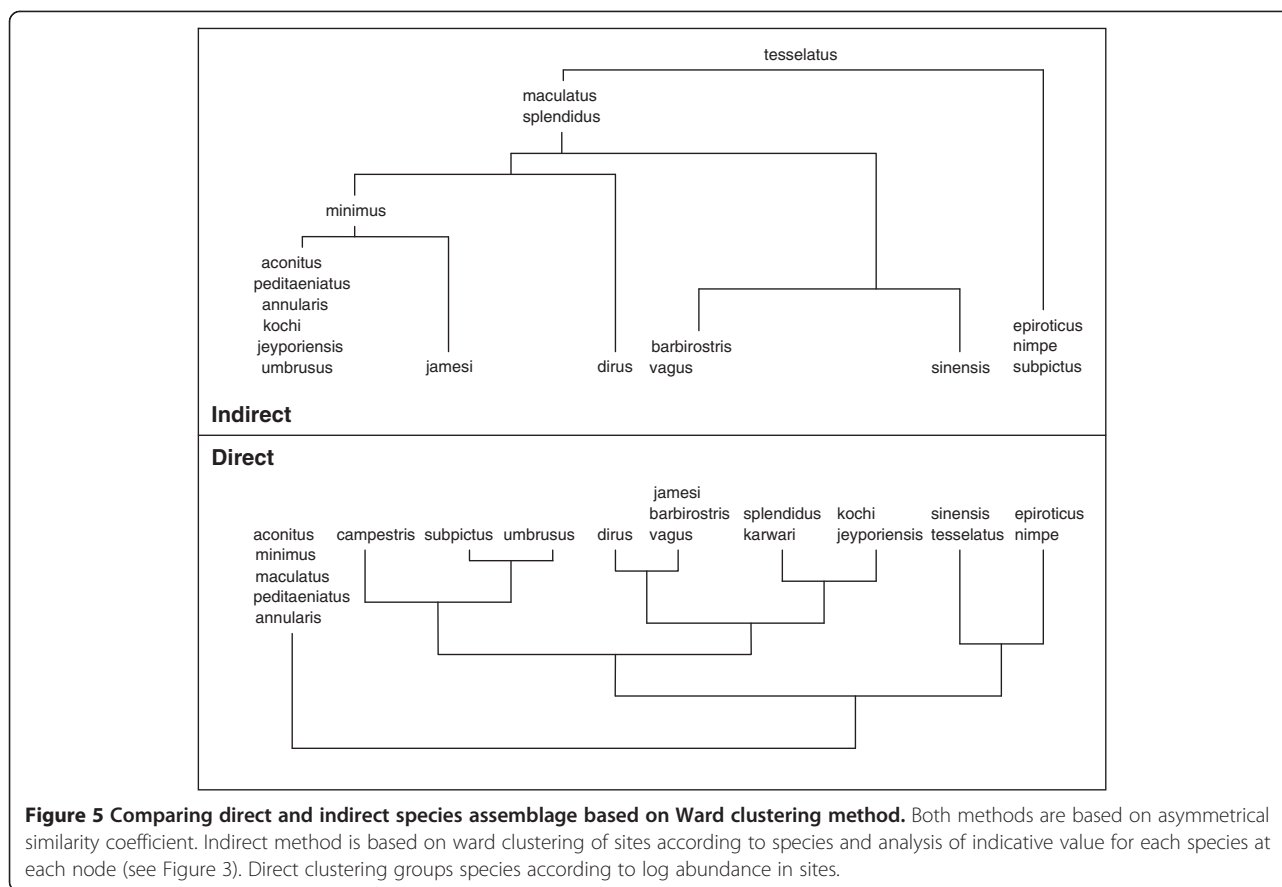 tesselatus
maculatus
splendidus
minimus
aconitus
peditaeniatus
annularis
kochi
jeyporiensis
umbrusus
jamesi
dirus
barbirostris
vagus
sinensis
epiroticus
nimpe
subpictus
Indirect
Direct
aconitus
minimus
maculatus
peditaeniatus
annularis
campestris
subpictus
umbrusus
dirus
jamesi
barbirostris
vagus
splendidus
karwari
kochi
jeyporiensis
sinensis
tesselatus
epiroticus
nimpe
Figure 5 Comparing direct and indirect species assemblage based on Ward clustering method. Both methods are based on asymmetrical
similarity coefficient. Indirect method is based on ward clustering of sites according to species and analysis of indicative value for each species at
each node (see Figure 3). Direct clustering groups species according to log abundance in sites.